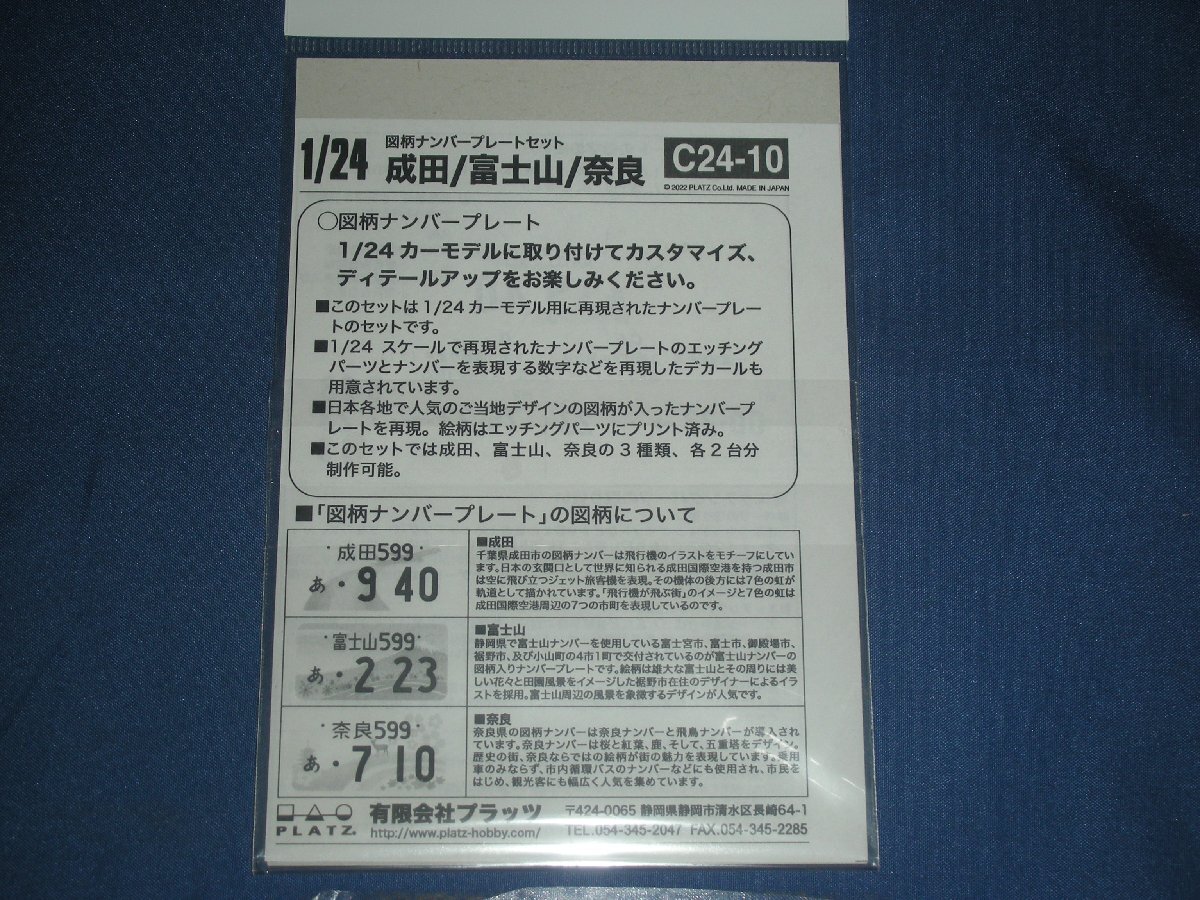 1/24
図柄ナンバープレートセット
成田/富士山/奈良
C24-10
© 2022 PLATZ Co.Ltd. MADE IN JAPAN
○図柄ナンバープレート
1/24 カーモデルに取り付けてカスタマイズ、
ディテールアップをお楽しみください。
■このセットは 1/24 カーモデル用に再現されたナンバープレー
トのセットです。
■1/24 スケールで再現されたナンバープレートのエッチング
パーツとナンバーを表現する数字などを再現したデカールも
用意されています。
■日本各地で人気のご当地デザインの図柄が入ったナンバープ
レートを再現。絵柄はエッチングパーツにプリント済み。
■このセットでは成田、富士山、奈良の 3 種類、各 2 台分
制作可能。
■「図柄ナンバープレート」の図柄について
成田599
あ・9 40
■成田
千葉県成田市の図柄ナンバーは飛行機のイラストをモチーフにしてい
ます。日本の玄関口として世界に知られる成田国際空港を持つ成田市
は空に飛び立つジェット旅客機を表現。その機体の後方には7色の虹が
軌道として描かれています。「飛行機が飛ぶ街」のイメージと7色の虹は
成田国際空港周辺の7つの市町を表現しているのです。
富士山599
あ・2 23
■富士山
静岡県で富士山ナンバーを使用している富士宮市、富士市、御殿場市、
裾野市、及び小山町の4市1町で交付されているのが富士山ナンバーの
図柄入りナンバープレートです。絵柄は雄大な富士山とその周りには美
しい花々と田園風景をイメージした裾野市在住のデザイナーによるイラ
ストを採用。富士山周辺の風景を象徴するデザインが人気です。
奈良599
あ・7 10
■奈良
奈良県の図柄ナンバーは奈良ナンバーと飛鳥ナンバーが導入され
ています。奈良ナンバーは桜と紅葉、鹿、そして、五重塔をデザイン。
歴史の街、奈良ならではの絵柄が街の魅力を表現しています。乗用
車のみならず、市内循環バスのナンバーなどにも使用され、市民を
はじめ、観光客にも幅広く人気を集めています。
PLATZ
有限会社プラッツ
http://www.platz-hobby.com/
〒424-0065 静岡県静岡市清水区長崎64-1
TEL.054-345-2047 FAX.054-345-2285